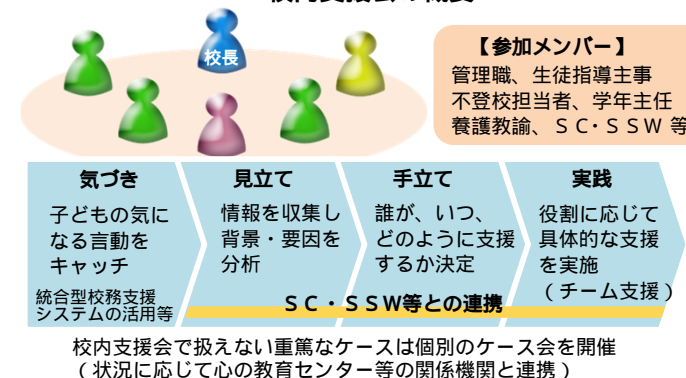 校長
【参加メンバー】
管理職、生徒指導主事
不登校担当者、学年主任
養護教諭、ＳＣ・ＳＳＷ 等
気づき
子どもの気に
なる言動を
キャッチ
統合型校務支援
システムの活用等
見立て
情報を収集し
背景・要因を
分析
手立て
誰が、いつ、
どのように支援
するか決定
実践
役割に応じて
具体的な支援
を実施
（チーム支援）
ＳＣ・ＳＳＷ等との連携
校内支援会で扱えない重篤なケースは個別のケース会を開催
（状況に応じて心の教育センター等の関係機関と連携）